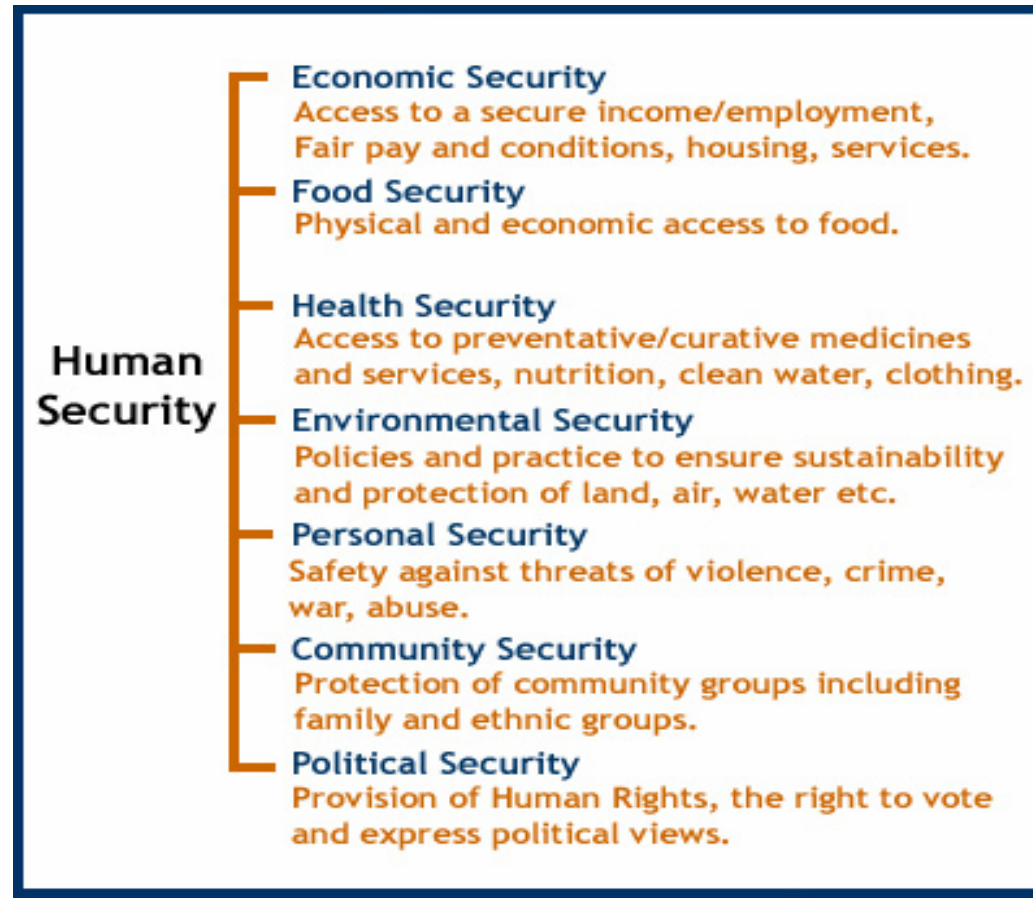 Human
Security
Economic Security
Access to a secure income/employment,
Fair pay and conditions, housing, services.
Food Security
Physical and economic access to food.
Health Security
Access to preventative/curative medicines
and services, nutrition, clean water, clothing.
Environmental Security
Policies and practice to ensure sustainability
and protection of land, air, water etc.
Personal Security
Safety against threats of violence, crime,
war, abuse.
Community Security
Protection of community groups including
family and ethnic groups.
Political Security
Provision of Human Rights, the right to vote
and express political views.